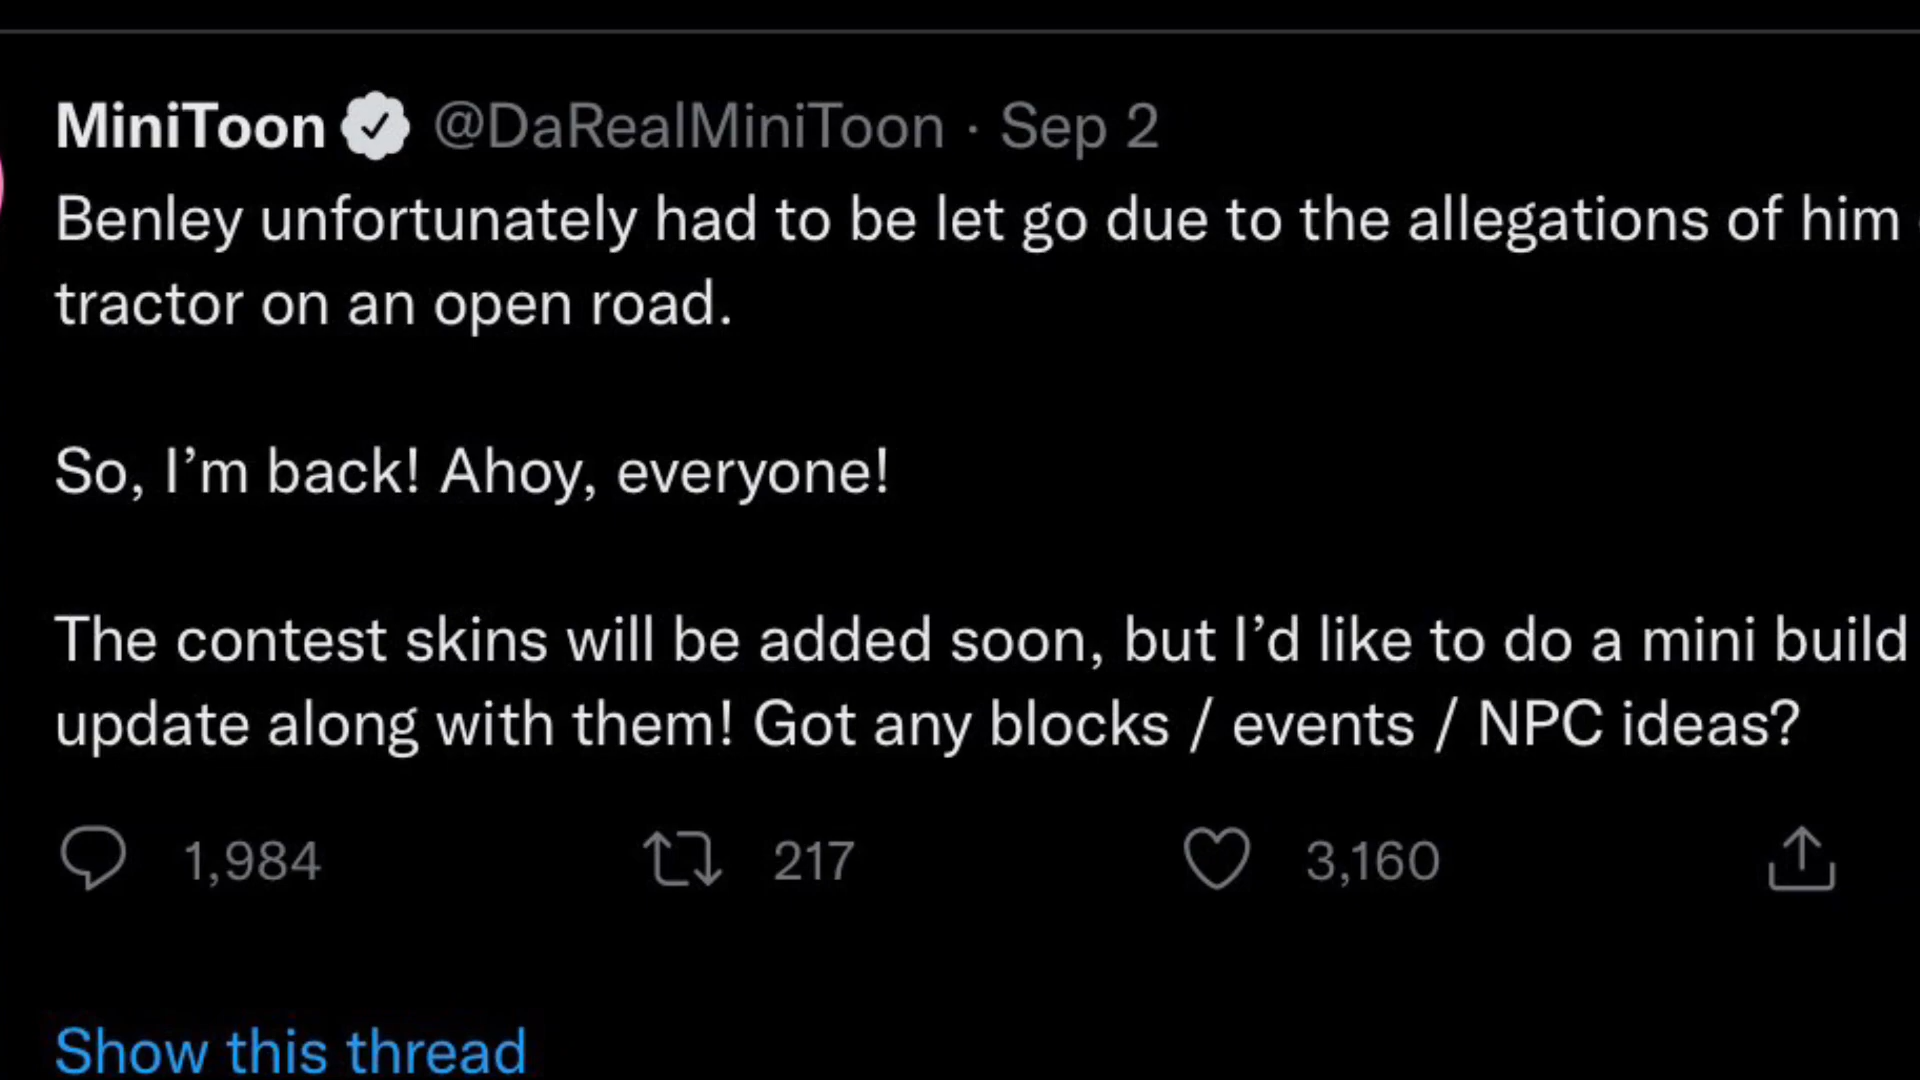 MiniToon @DaRealMiniToon · Sep 2
Benley unfortunately had to be let go due to the allegations of him
tractor on an open road.
So, I’m back! Ahoy, everyone!
The contest skins will be added soon, but I’d like to do a mini build
update along with them! Got any blocks / events / NPC ideas?
1,984 217 3,160
Show this thread